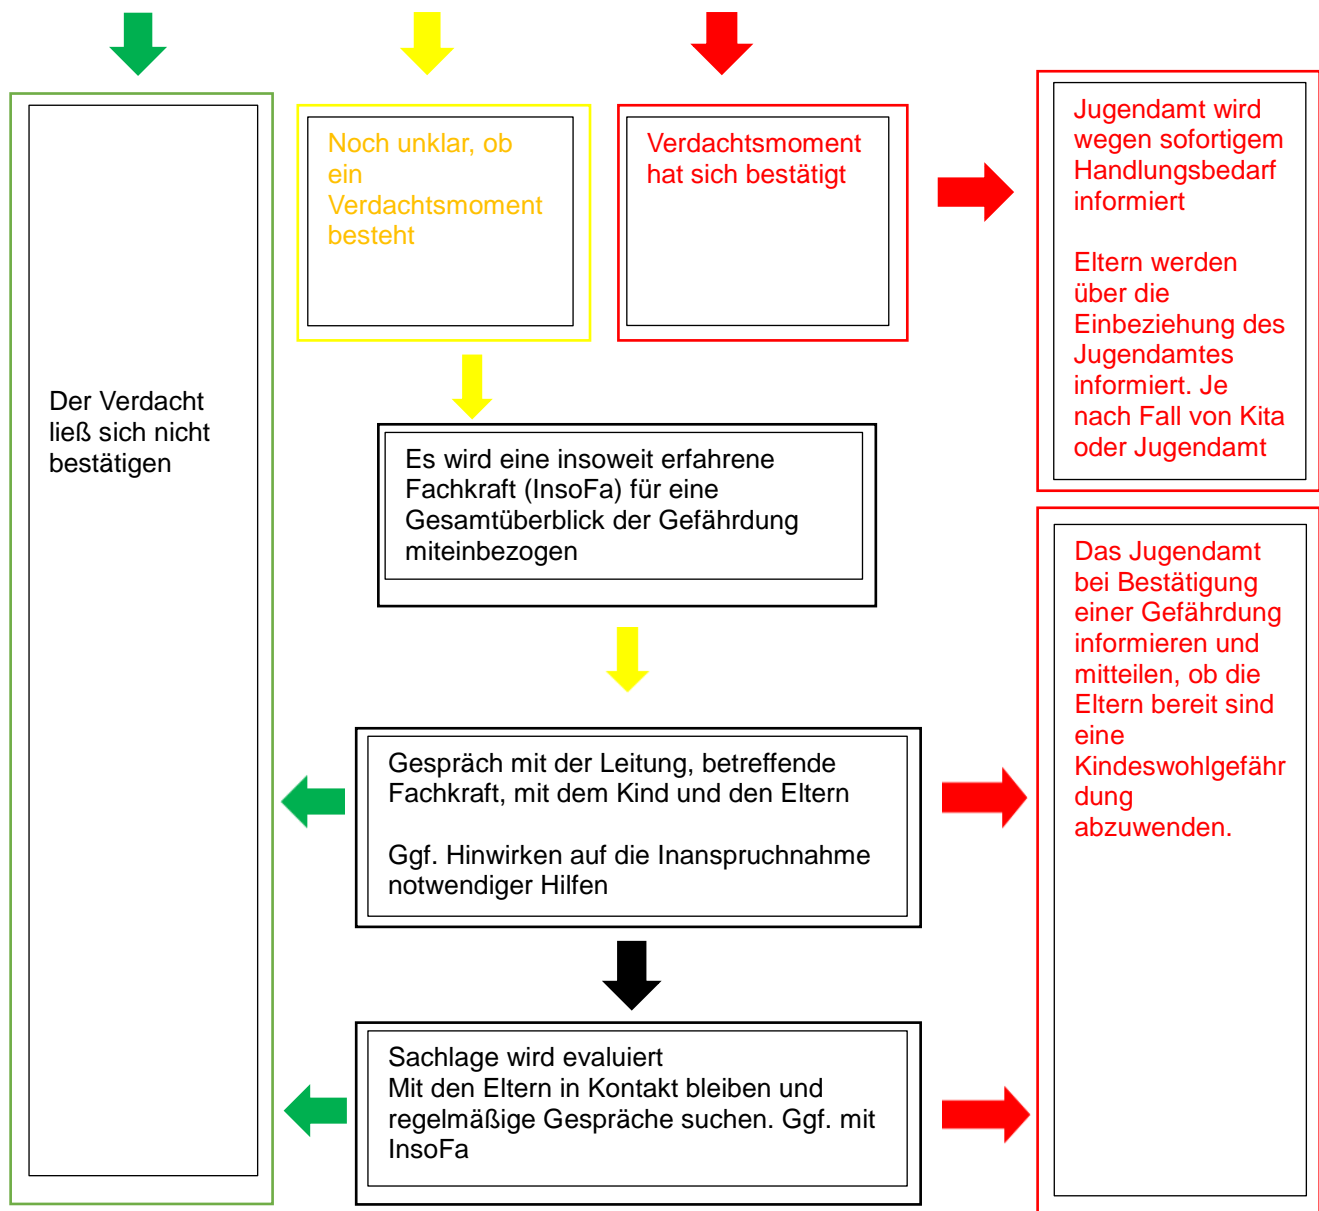 Noch unklar, ob
ein
Verdachtsmoment
besteht
Verdachtsmoment
hat sich bestätigt
Jugendamt wird
wegen sofortigem
Handlungsbedarf
informiert
Eltern werden
über die
Einbeziehung des
Jugendamtes
informiert. Je
nach Fall von Kita
oder Jugendamt
Der Verdacht
ließ sich nicht
bestätigen
Es wird eine insoweit erfahrene
Fachkraft (InsoFa) für eine
Gesamtüberblick der Gefährdung
miteinbezogen
Das Jugendamt
bei Bestätigung
einer Gefährdung
informieren und
mitteilen, ob die
Eltern bereit sind
eine
Kindeswohlgefähr
dung
abzuwenden.
Gespräch mit der Leitung, betreffende
Fachkraft, mit dem Kind und den Eltern
Ggf. Hinwirken auf die Inanspruchnahme
notwendiger Hilfen
Sachlage wird evaluiert
Mit den Eltern in Kontakt bleiben und
regelmäßige Gespräche suchen. Ggf. mit
InsoFa